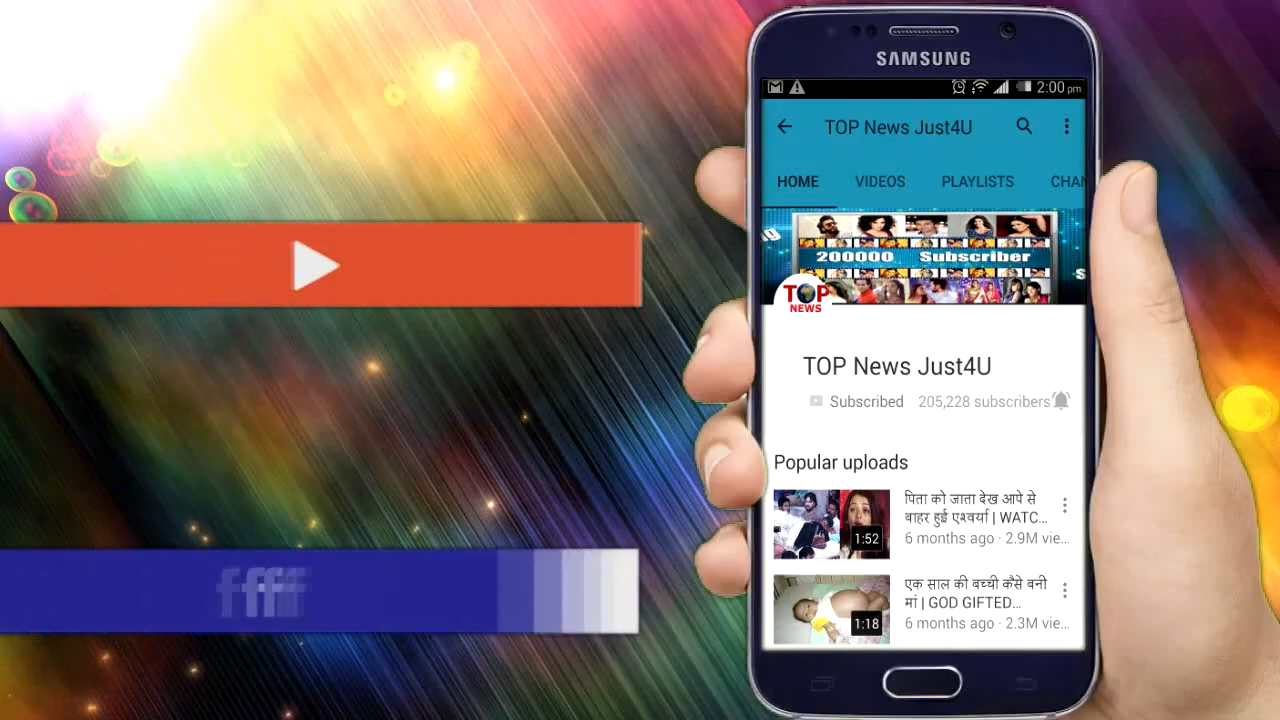 SAMSUNG
2:00 pm
TOP News Just4U
HOME VIDEOS PLAYLISTS CHAN
200000 Subscriber
TOP
NEWS
TOP News Just4U
Subscribed 205,228 subscribers
Popular uploads
पिता को जाता देख आपे से
बाहर हुई एश्वर्या | WATC...
6 months ago · 2.9M vie...
1:52
एक साल की बच्ची कैसे बनी
मां | GOD GIFTED...
6 months ago · 2.3M vie...
1:18